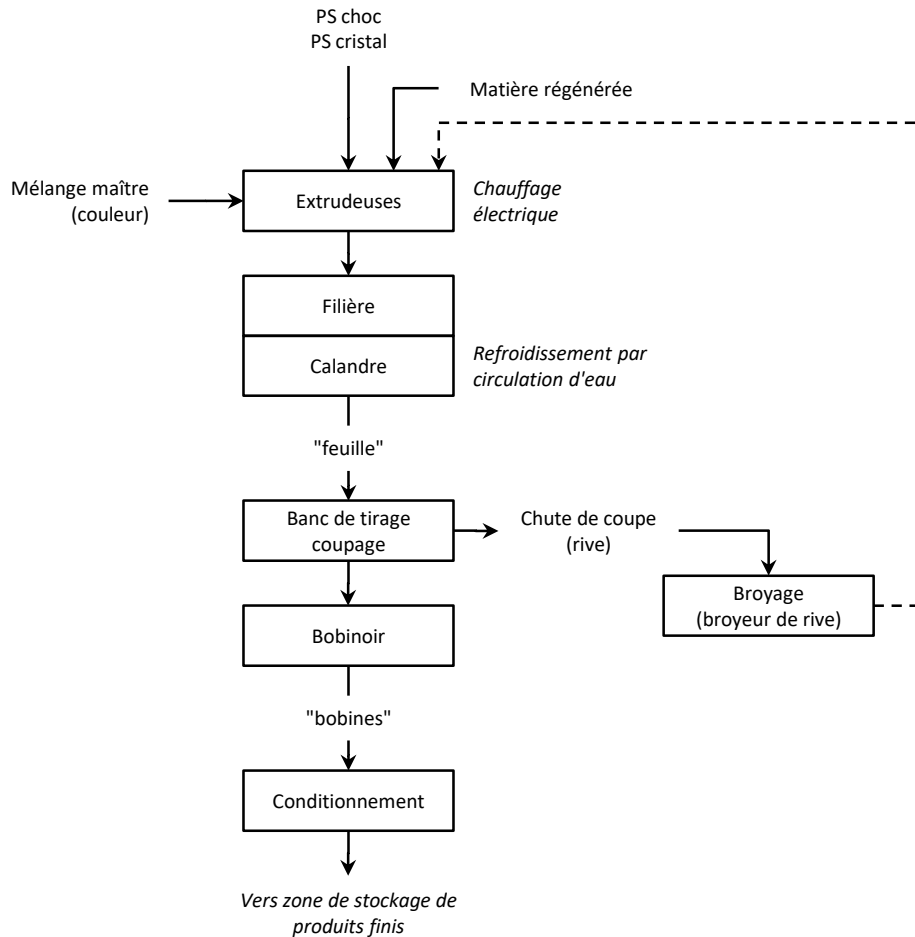 PS choc
PS cristal
Matière régénérée
Mélange maître
(couleur)
Extrudeuses
Chauffage
électrique
Filière
Calandre
Refroidissement par
circulation d'eau
"feuille"
Banc de tirage
coupage
Chute de coupe
(rive)
Broyage
(broyeur de rive)
Bobinoir
"bobines"
Conditionnement
Vers zone de stockage de
produits finis